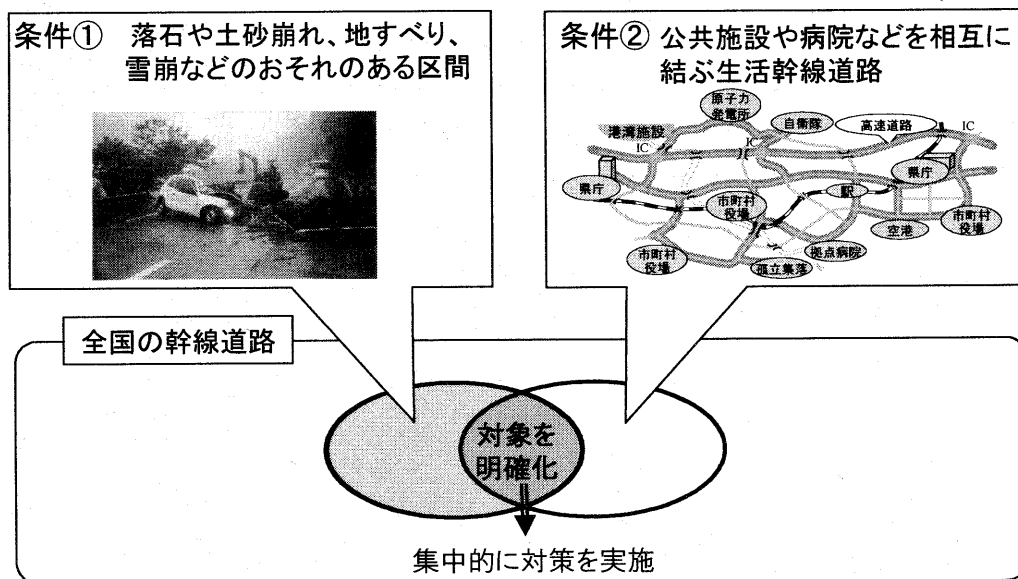 条件① 落石や土砂崩れ、地すべり、
雪崩などのおそれのある区間
条件② 公共施設や病院などを相互に
結ぶ生活幹線道路
原子力
発電所
自衛隊
港湾施設
高速道路
IC
IC
IC
県庁
県庁
駅
市町村
役場
市町村
役場
空港
市町村
役場
拠点病院
孤立集落
全国の幹線道路
対象を
明確化
集中的に対策を実施